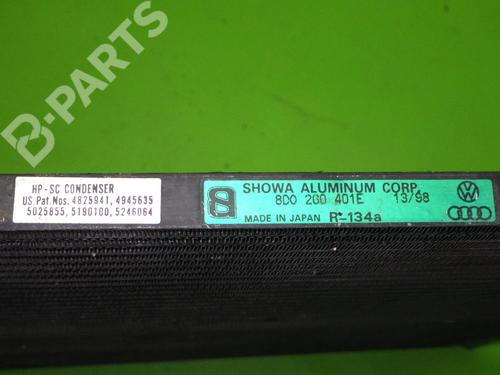 HP-SC CONDENSER
US Pat. Nos. 4825941, 4945635
5025855, 5190100, 5246064
SHOWA ALUMINUM CORP.
8D0 260 401E 13/98
MADE IN JAPAN R-134a
B-PARTS